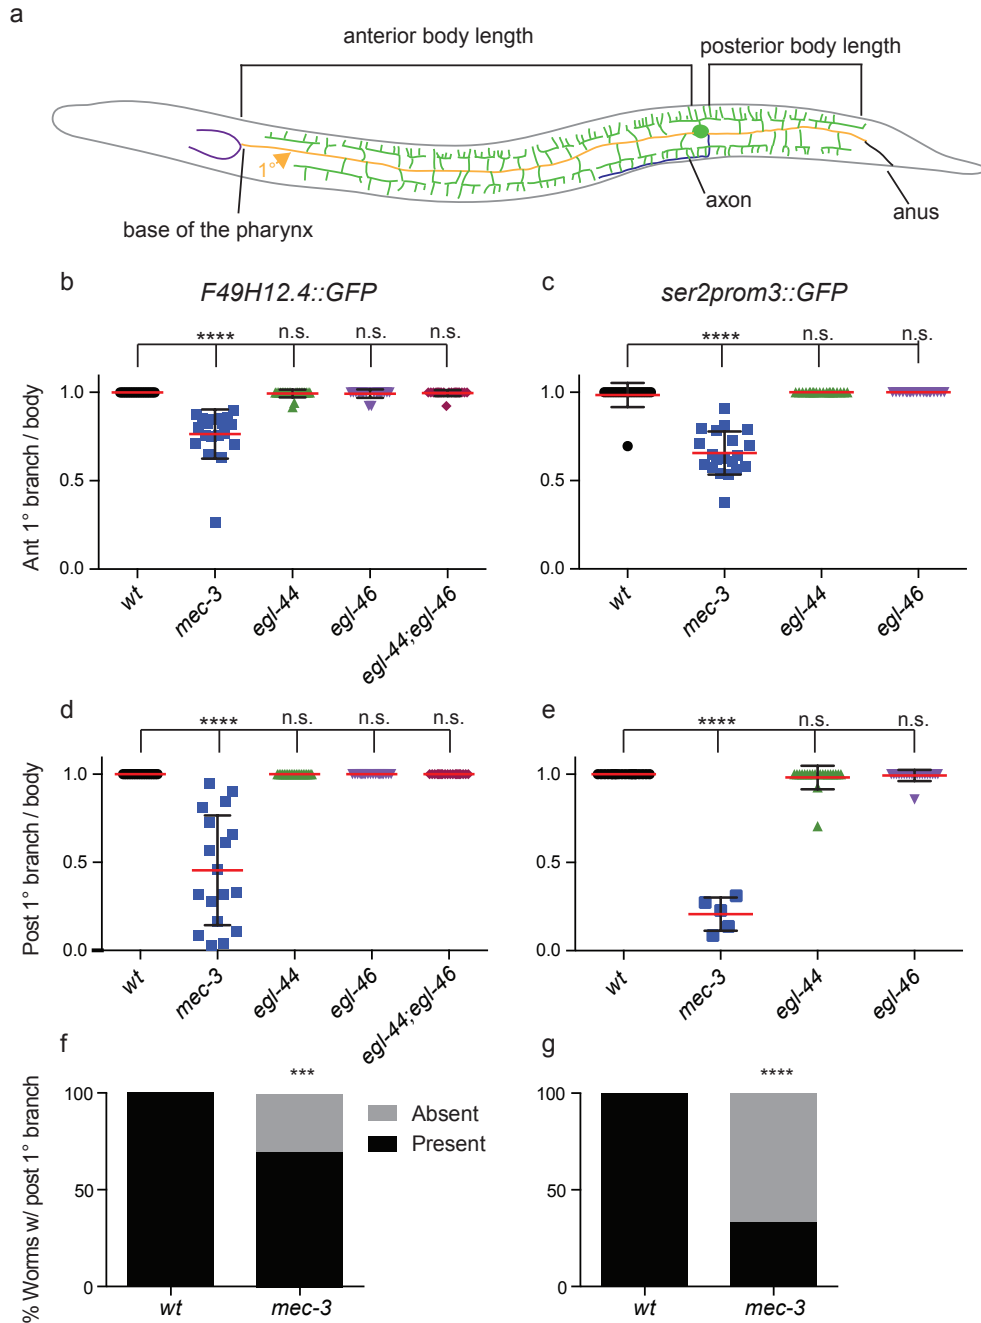 a
anterior body length
posterior body length
1°
axon
base of the pharynx
anus
b
F49H12.4::GFP
c
ser2prom3::GFP
**** n.s. n.s. n.s.
Ant 1° branch / body
1.0
0.5
0.0
wt mec-3 egl-44 egl-46 egl-44;egl-46
**** n.s. n.s.
1.0
0.5
0.0
wt mec-3 egl-44 egl-46
d
**** n.s. n.s. n.s.
Post 1° branch / body
1.0
0.5
0.0
wt mec-3 egl-44 egl-46 egl-44;egl-46
e
**** n.s. n.s.
1.0
0.5
0.0
wt mec-3 egl-44 egl-46
f
***
% Worms w/ post 1° branch
100
50
0
wt mec-3
Absent
Present
g
****
100
50
0
wt mec-3